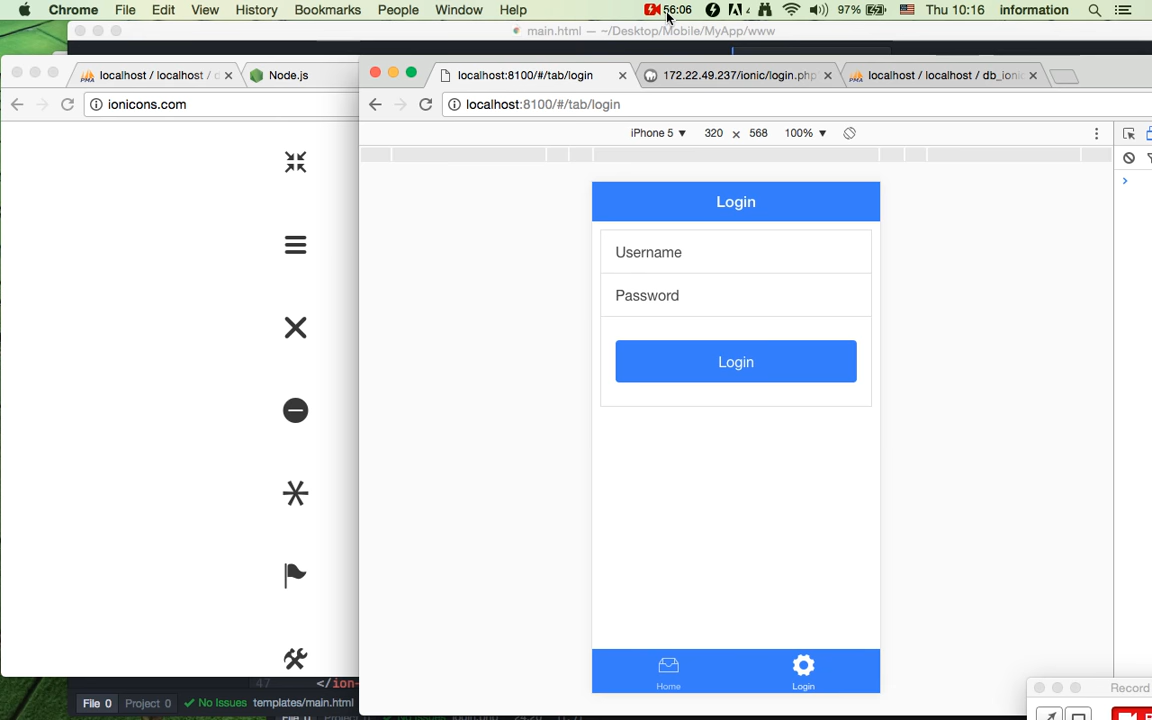 Chrome File Edit View History Bookmarks People Window Help 56:06 4 97% Thu 10:16 information
main.html — ~/Desktop/Mobile/MyApp/www
localhost / localhost / Node.js
localhost:8100/#/tab/login 172.22.49.237/ionic/login.php localhost / localhost / db_ionic
ionicons.com
localhost:8100/#/tab/login
iPhone 5 320 × 568 100%
Login
Username
Password
Login
Home Login
47 </ion-
File 0 Project 0 No Issues templates/main.html
Record